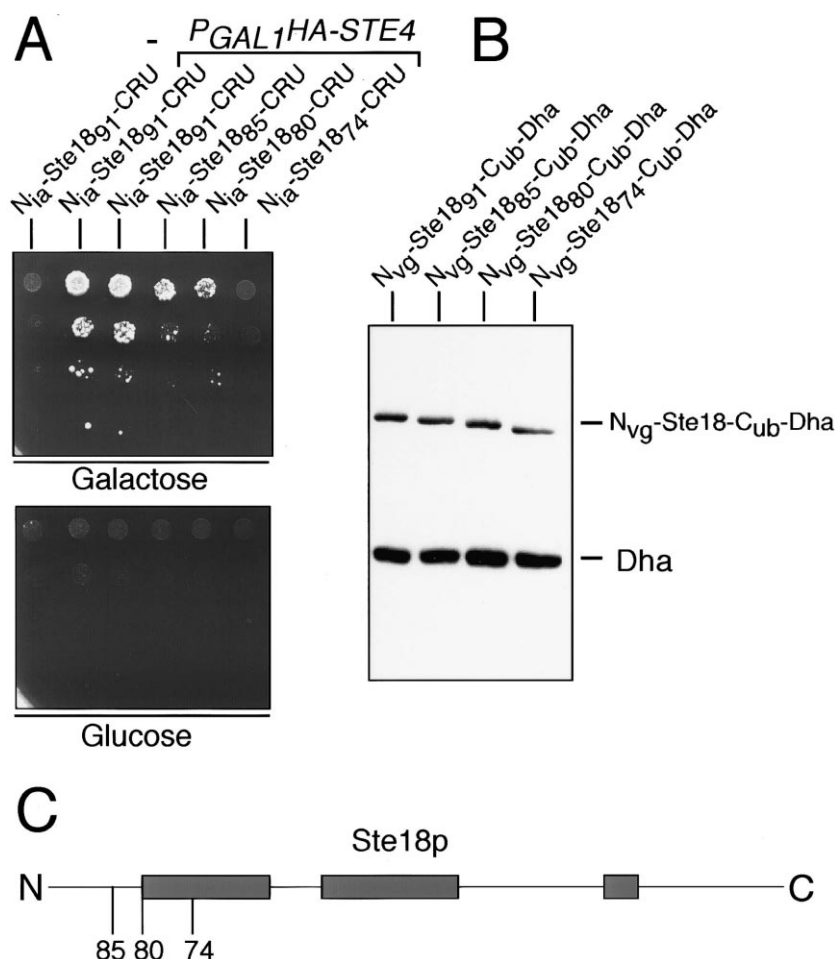 A
-
PGAL1HA-STE4
Nia-Ste1891-CRU
Nia-Ste1891-CRU
Nia-Ste1891-CRU
Nia-Ste1885-CRU
Nia-Ste1880-CRU
Nia-Ste1874-CRU
Galactose
Glucose
B
Nvg-Ste1891-Cub-Dha
Nvg-Ste1885-Cub-Dha
Nvg-Ste1880-Cub-Dha
Nvg-Ste1874-Cub-Dha
Nvg-Ste18-Cub-Dha
Dha
C
Ste18p
N
C
85 80 74